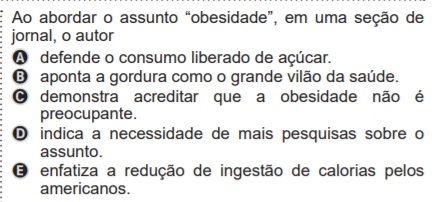 Ao abordar o assunto “obesidade”, em uma seção de
jornal, o autor
A defende o consumo liberado de açúcar.
B aponta a gordura como o grande vilão da saúde.
C demonstra acreditar que a obesidade não é
preocupante.
D indica a necessidade de mais pesquisas sobre o
assunto.
E enfatiza a redução de ingestão de calorias pelos
americanos.